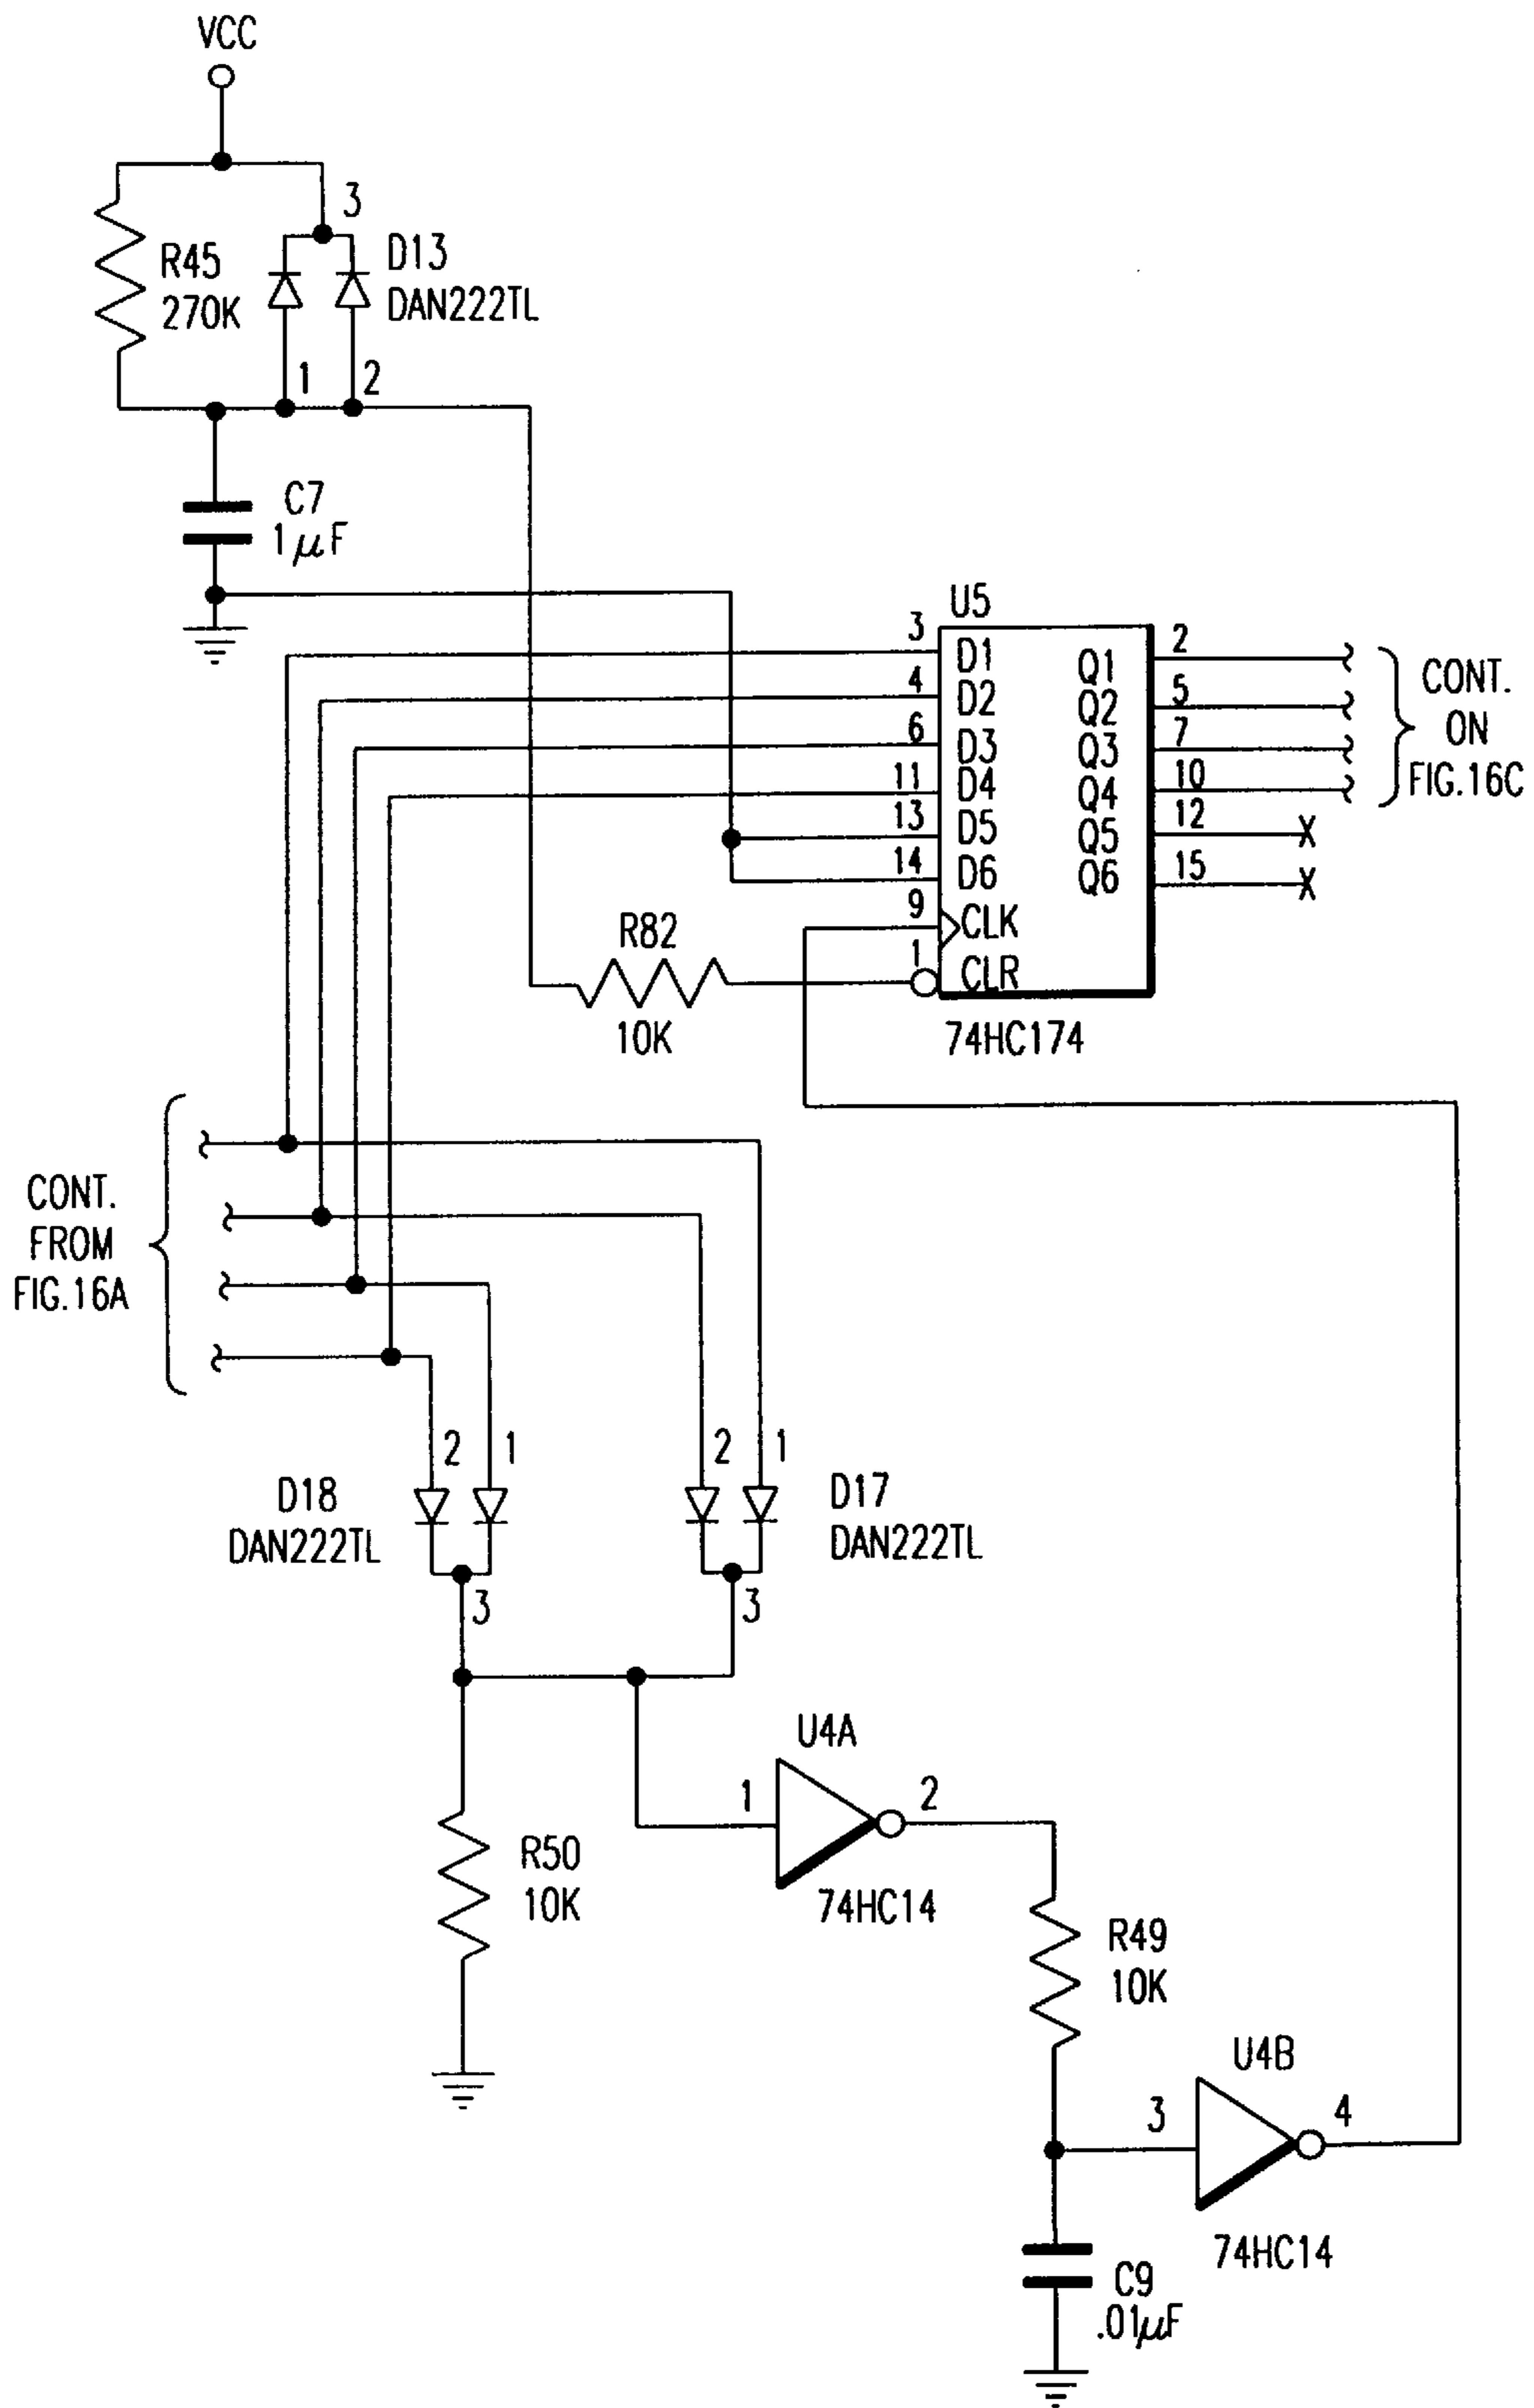 VCC
3
R45
270K
D13
DAN222TL
1
2
C7
1µF
U5
3
D1
Q1
2
4
D2
Q2
5
6
D3
Q3
7
11
D4
Q4
10
13
D5
Q5
12
14
D6
Q6
15
9
CLK
1
CLR
74HC174
CONT.
ON
FIG.16C
R82
10K
CONT.
FROM
FIG.16A
2
1
D18
DAN222TL
3
2
1
D17
DAN222TL
3
U4A
1
2
74HC14
R50
10K
R49
10K
U4B
3
4
74HC14
C9
.01µF